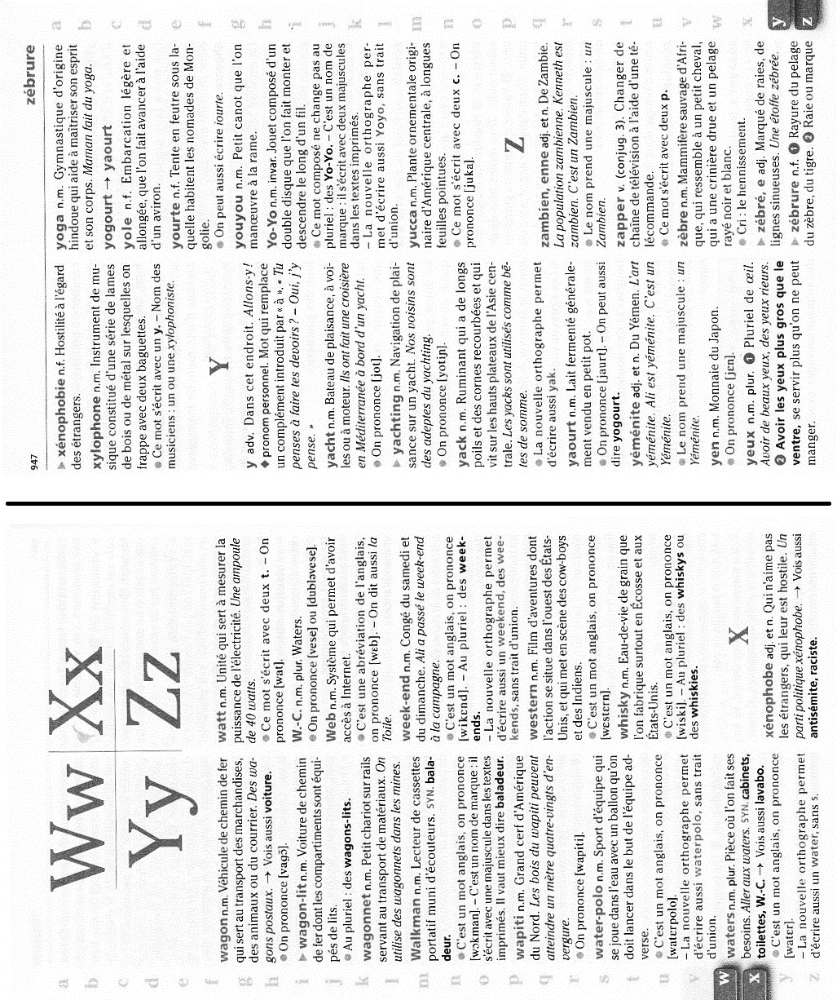 a
b
c
d
e
f
g
h
i
j
k
l
m
n
o
p
q
r
s
t
u
v
w
x
y
z
Ww Xx
Yy Zz
wagon n.m. Véhicule de chemin de fer
qui sert au transport des marchandises,
des animaux ou du courrier. Des wa-
gons postaux. → Vois aussi voiture.
● On prononce [vagɔ̃].
▸ wagon-lit n.m. Voiture de chemin
de fer dont les compartiments sont équi-
pés de lits.
● Au pluriel : des wagons-lits.
wagonnet n.m. Petit chariot sur rails
servant au transport de matériaux. On
utilise des wagonnets dans les mines.
Walkman n.m. Lecteur de cassettes
portatif muni d'écouteurs. SYN. bala-
deur.
● C'est un mot anglais, on prononce
[wɔkman]. – C'est un nom de marque : il
s'écrit avec une majuscule dans les textes
imprimés. Il vaut mieux dire baladeur.
wapiti n.m. Grand cerf d'Amérique
du Nord. Les bois du wapiti peuvent
atteindre un mètre quatre-vingts d'en-
vergure.
● On prononce [wapiti].
water-polo n.m. Sport d'équipe qui
se joue dans l'eau avec un ballon qu'on
doit lancer dans le but de l'équipe ad-
verse.
● C'est un mot anglais, on prononce
[watɛrpolo].
– La nouvelle orthographe permet
d'écrire aussi waterpolo, sans trait
d'union.
waters n.m. plur. Pièce où l'on fait ses
besoins. Aller aux waters. SYN. cabinets,
toilettes, W.-C. → Vois aussi lavabo.
● C'est un mot anglais, on prononce
[watɛr].
– La nouvelle orthographe permet
d'écrire aussi un water, sans s.
watt n.m. Unité qui sert à mesurer la
puissance de l'électricité. Une ampoule
de 40 watts.
● Ce mot s'écrit avec deux t. – On
prononce [wat].
W.-C. n.m. plur. Waters.
● On prononce [vese] ou [dubləvese].
Web n.m. Système qui permet d'avoir
accès à Internet.
● C'est une abréviation de l'anglais,
on prononce [wɛb]. – On dit aussi la
Toile.
week-end n.m. Congé du samedi et
du dimanche. Ali a passé le week-end
à la campagne.
● C'est un mot anglais, on prononce
[wikɛnd]. – Au pluriel : des week-
ends.
– La nouvelle orthographe permet
d'écrire aussi un weekend, des wee-
kends, sans trait d'union.
western n.m. Film d'aventures dont
l'action se situe dans l'ouest des États-
Unis, et qui met en scène des cow-boys
et des Indiens.
● C'est un mot anglais, on prononce
[wɛstɛrn].
whisky n.m. Eau-de-vie de grain que
l'on fabrique surtout en Écosse et aux
États-Unis.
● C'est un mot anglais, on prononce
[wiski]. – Au pluriel : des whiskys ou
des whiskies.
X
xénophobe adj. et n. Qui n'aime pas
les étrangers, qui leur est hostile. Un
parti politique xénophobe. → Vois aussi
antisémite, raciste.
947
zébrure
▸ xénophobie n.f. Hostilité à l'égard
des étrangers.
xylophone n.m. Instrument de mu-
sique constitué d'une série de lames
de bois ou de métal sur lesquelles on
frappe avec deux baguettes.
● Ce mot s'écrit avec un y. – Nom des
musiciens : un ou une xylophoniste.
Y
y adv. Dans cet endroit. Allons-y !
◆ pronom personnel. Mot qui remplace
un complément introduit par « à ». « Tu
penses à faire tes devoirs ? – Oui, j'y
pense. »
yacht n.m. Bateau de plaisance, à voi-
les ou à moteur. Ils ont fait une croisière
en Méditerranée à bord d'un yacht.
● On prononce [jɔt].
▸ yachting n.m. Navigation de plai-
sance sur un yacht. Nos voisins sont
des adeptes du yachting.
● On prononce [jɔtiŋ].
yack n.m. Ruminant qui a de longs
poils et des cornes recourbées et qui
vit sur les hauts plateaux de l'Asie cen-
trale. Les yacks sont utilisés comme bê-
tes de somme.
● La nouvelle orthographe permet
d'écrire aussi yak.
yaourt n.m. Lait fermenté générale-
ment vendu en petit pot.
● On prononce [jaurt]. – On peut aussi
dire yogourt.
yéménite adj. et n. Du Yémen. L'art
yéménite. Ali est yéménite. C'est un
Yéménite.
● Le nom prend une majuscule : un
Yéménite.
yen n.m. Monnaie du Japon.
● On prononce [jɛn].
yeux n.m. plur. ❶ Pluriel de œil.
Avoir de beaux yeux, des yeux rieurs.
❷ Avoir les yeux plus gros que le
ventre, se servir plus qu'on ne peut
manger.
yoga n.m. Gymnastique d'origine
hindoue qui aide à maîtriser son esprit
et son corps. Maman fait du yoga.
yogourt → yaourt
yole n.f. Embarcation légère et
allongée, que l'on fait avancer à l'aide
d'un aviron.
yourte n.f. Tente en feutre sous la-
quelle habitent les nomades de Mon-
golie.
● On peut aussi écrire iourte.
youyou n.m. Petit canot que l'on
manœuvre à la rame.
Yo-Yo n.m. invar. Jouet composé d'un
double disque que l'on fait monter et
descendre le long d'un fil.
● Ce mot composé ne change pas au
pluriel : des Yo-Yo. – C'est un nom de
marque : il s'écrit avec deux majuscules
dans les textes imprimés.
– La nouvelle orthographe per-
met d'écrire aussi Yoyo, sans trait
d'union.
yucca n.m. Plante ornementale origi-
naire d'Amérique centrale, à longues
feuilles pointues.
● Ce mot s'écrit avec deux c. – On
prononce [juka].
Z
zambien, enne adj. et n. De Zambie.
La population zambienne. Kenneth est
zambien. C'est un Zambien.
● Le nom prend une majuscule : un
Zambien.
zapper v. (conjug. 3). Changer de
chaîne de télévision à l'aide d'une té-
lécommande.
● Ce mot s'écrit avec deux p.
zèbre n.m. Mammifère sauvage d'Afri-
que, qui ressemble à un petit cheval,
qui a une crinière drue et un pelage
rayé noir et blanc.
● Cri : le hennissement.
▸ zébré, e adj. Marqué de raies, de
lignes sinueuses. Une étoffe zébrée.
▸ zébrure n.f. ❶ Rayure du pelage
du zèbre, du tigre. ❷ Raie ou marque
a
b
c
d
e
f
g
h
i
j
k
l
m
n
o
p
q
r
s
t
u
v
w
x
y
z